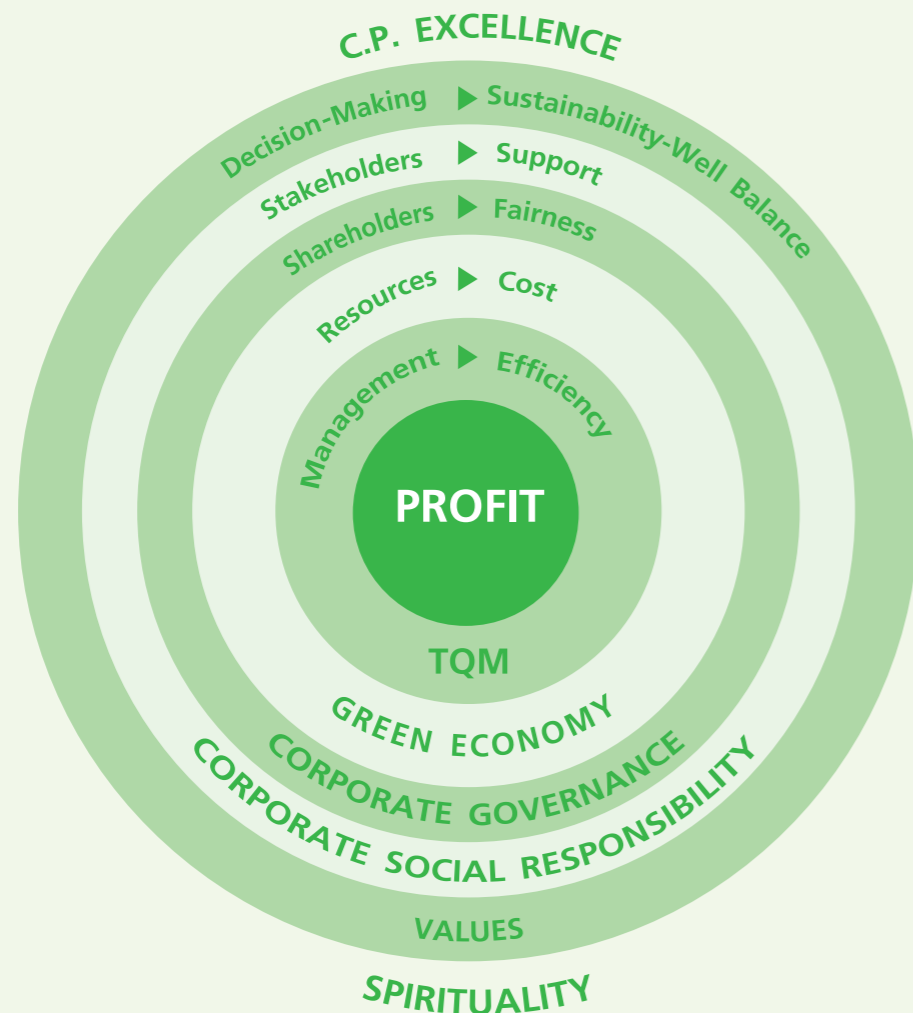 C.P. EXCELLENCE
Decision-Making ▶ Sustainability-Well Balance
Stakeholders ▶ Support
Shareholders ▶ Fairness
Resources ▶ Cost
Management ▶ Efficiency
PROFIT
TQM
GREEN ECONOMY
CORPORATE GOVERNANCE
CORPORATE SOCIAL RESPONSIBILITY
VALUES
SPIRITUALITY